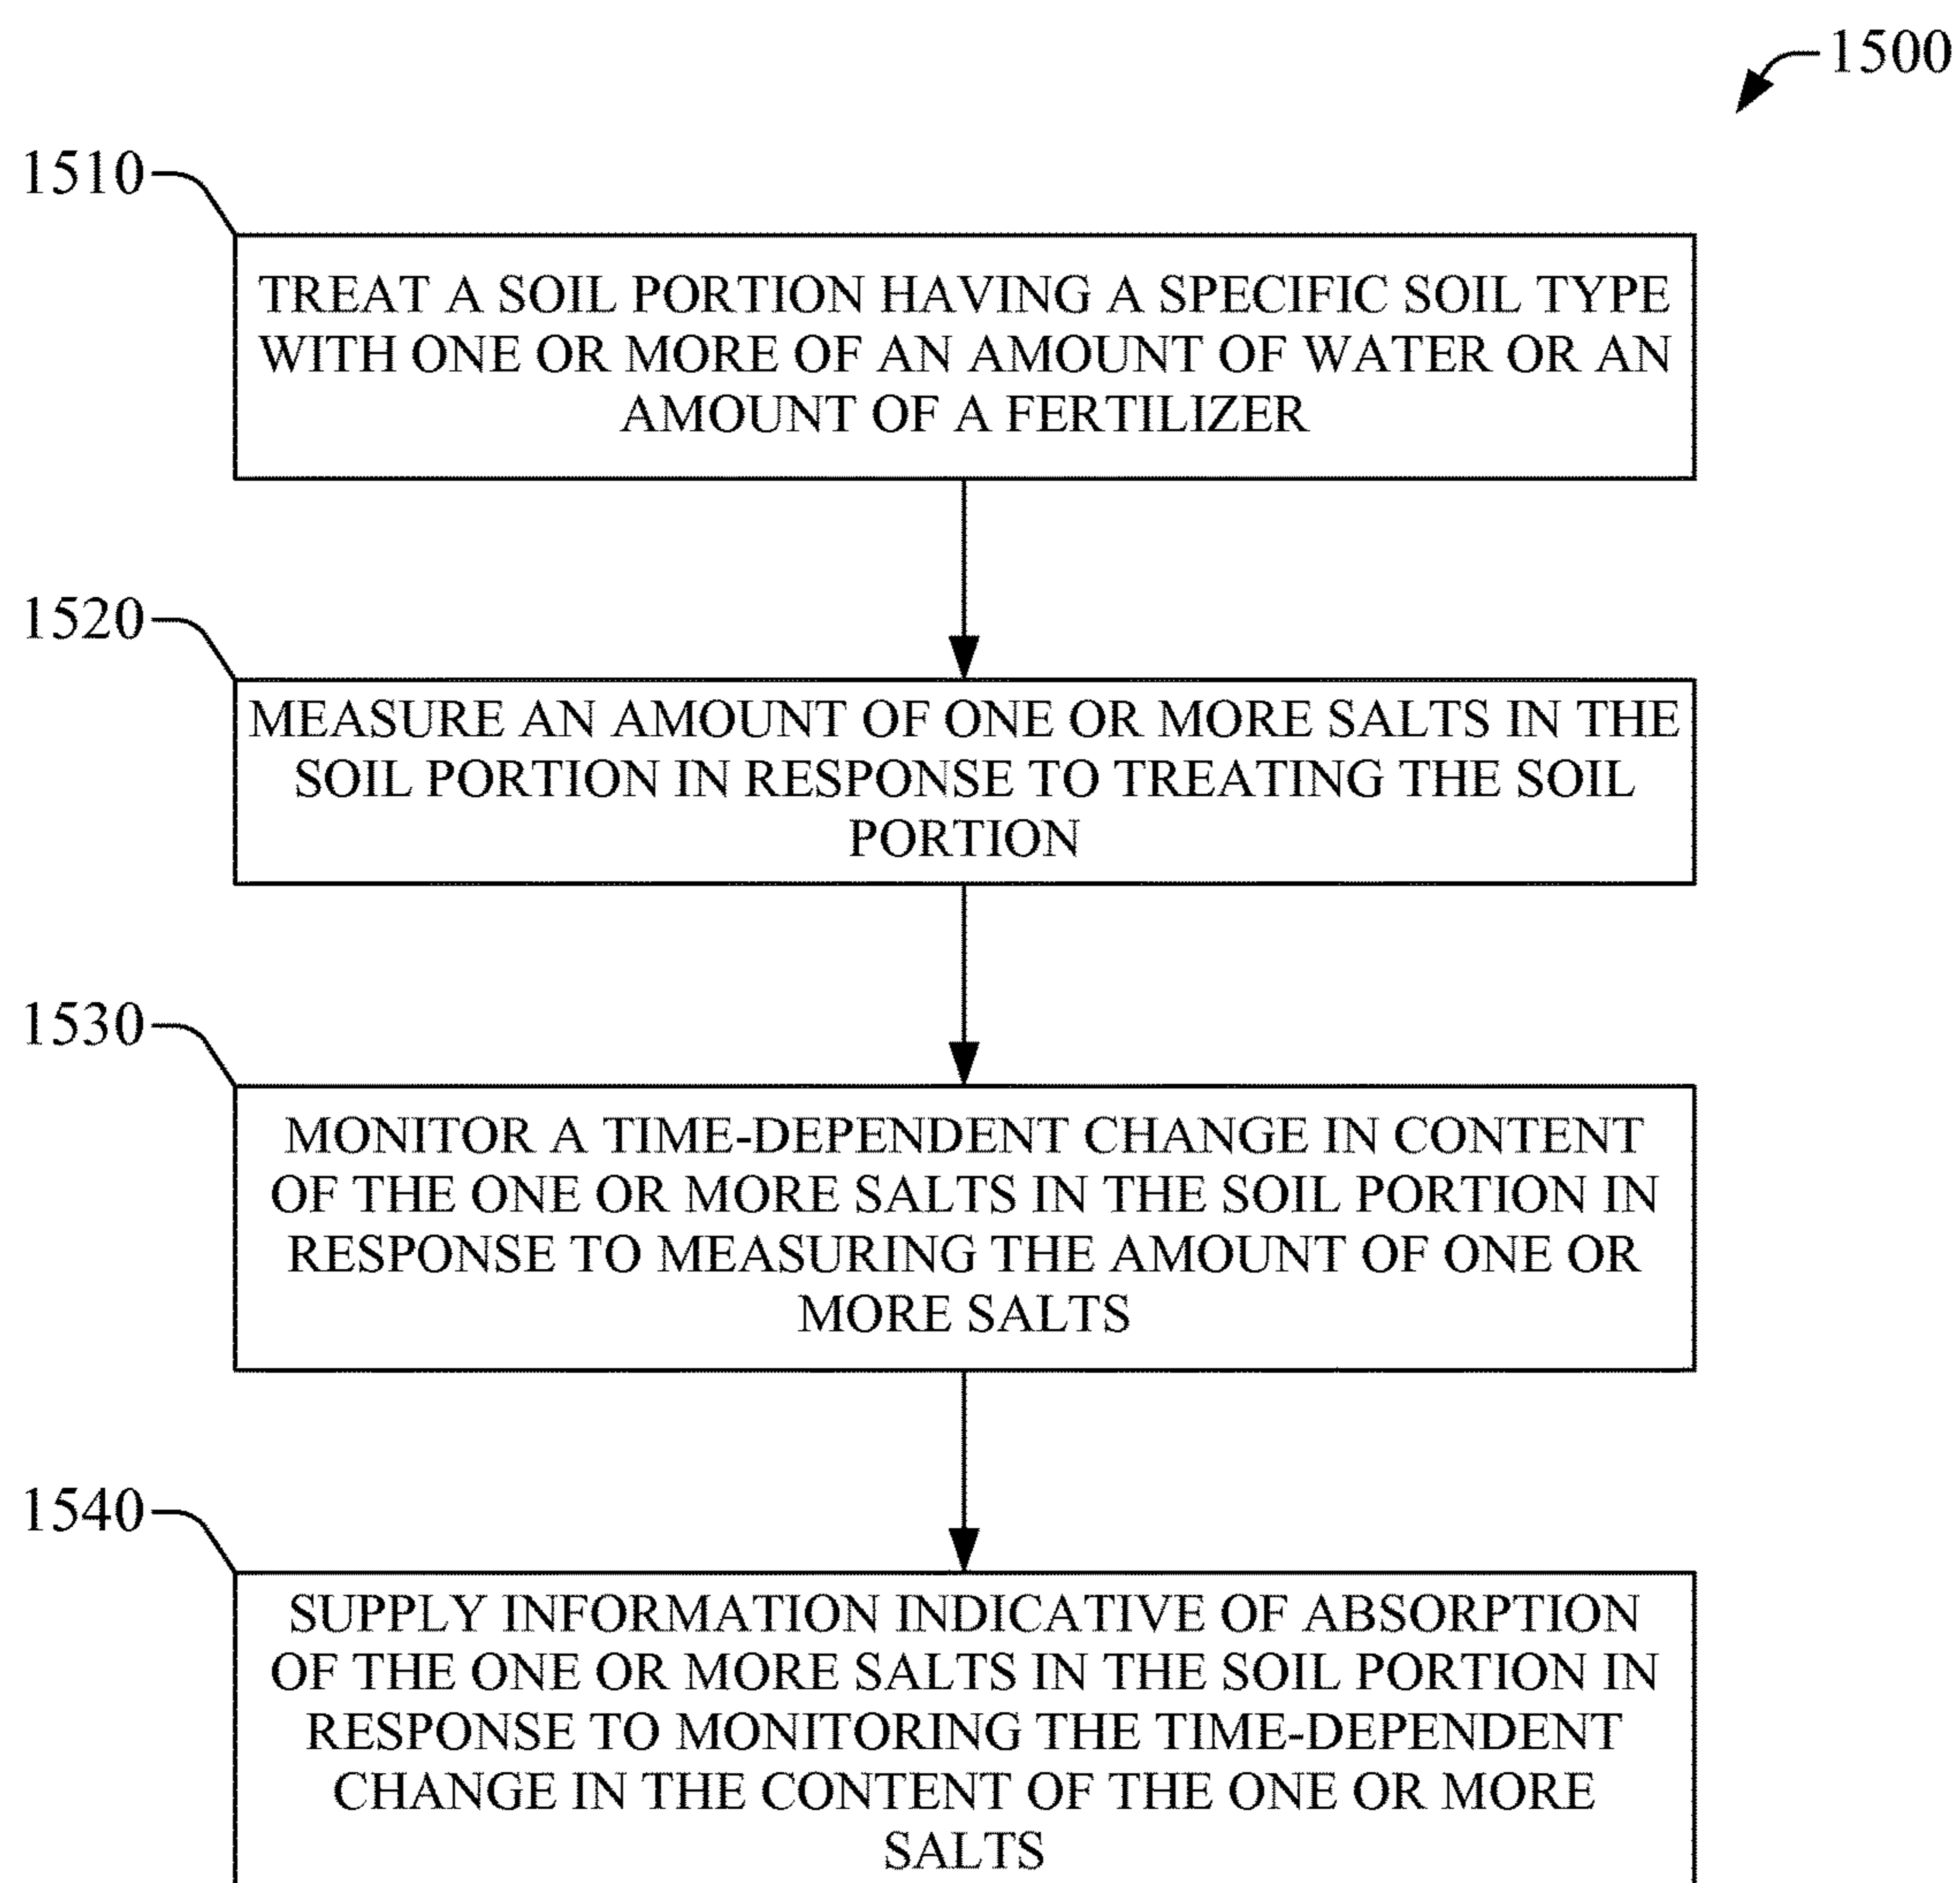 1500
1510
TREAT A SOIL PORTION HAVING A SPECIFIC SOIL TYPE
WITH ONE OR MORE OF AN AMOUNT OF WATER OR AN
AMOUNT OF A FERTILIZER
1520
MEASURE AN AMOUNT OF ONE OR MORE SALTS IN THE
SOIL PORTION IN RESPONSE TO TREATING THE SOIL
PORTION
1530
MONITOR A TIME-DEPENDENT CHANGE IN CONTENT
OF THE ONE OR MORE SALTS IN THE SOIL PORTION IN
RESPONSE TO MEASURING THE AMOUNT OF ONE OR
MORE SALTS
1540
SUPPLY INFORMATION INDICATIVE OF ABSORPTION
OF THE ONE OR MORE SALTS IN THE SOIL PORTION IN
RESPONSE TO MONITORING THE TIME-DEPENDENT
CHANGE IN THE CONTENT OF THE ONE OR MORE
SALTS